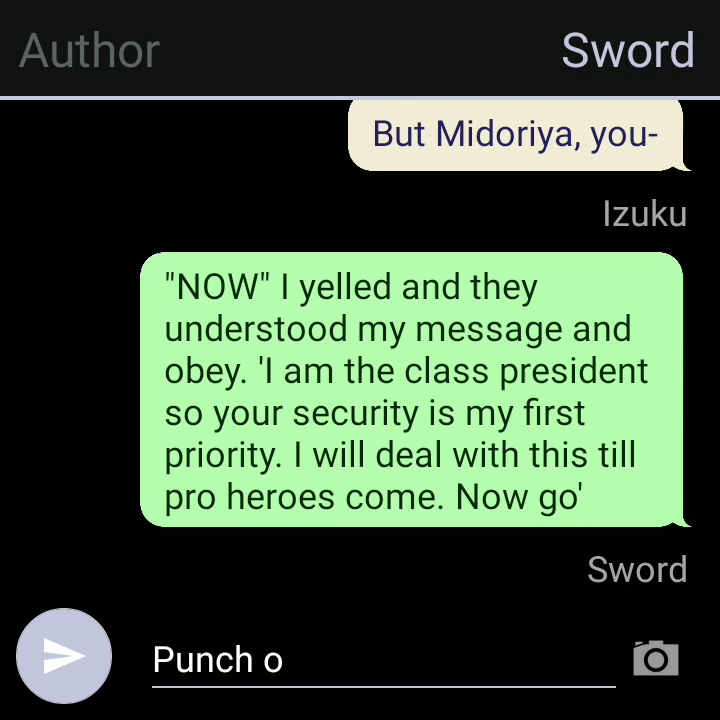 Author
Sword
But Midoriya, you-
Izuku
"NOW" I yelled and they
understood my message and
obey. 'I am the class president
so your security is my first
priority. I will deal with this till
pro heroes come. Now go'
Sword
Punch o